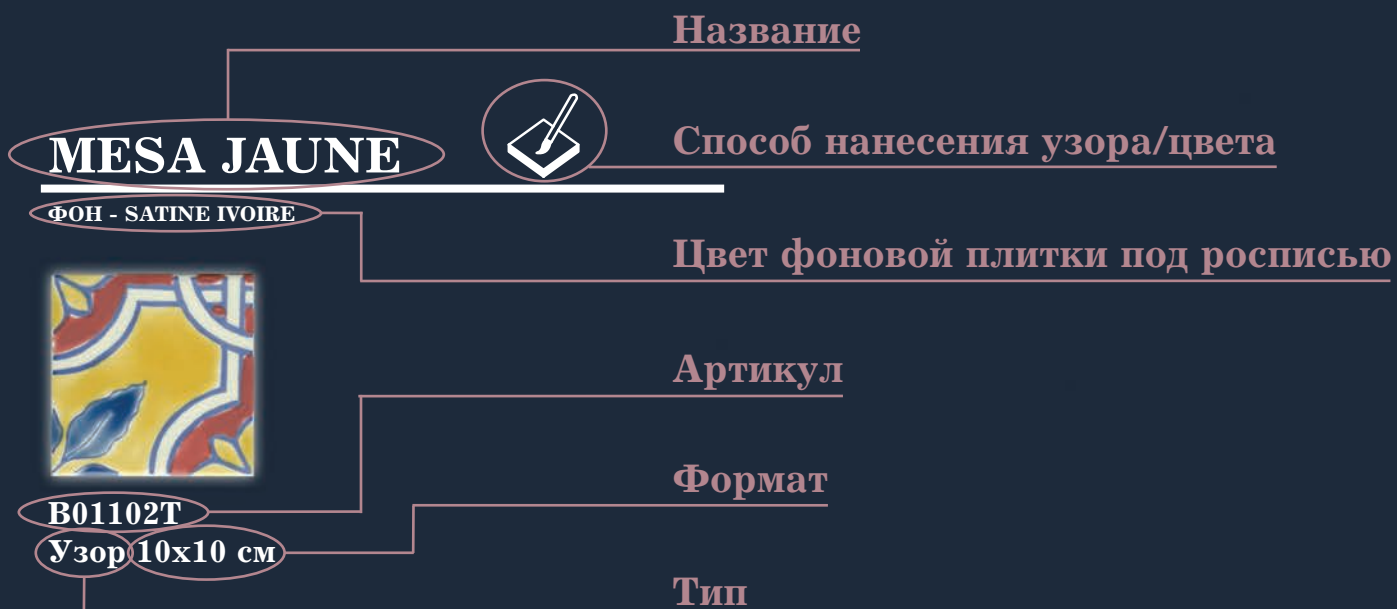 Название
MESA JAUNE
Способ нанесения узора/цвета
ФОН - SATINE IVOIRE
Цвет фоновой плитки под росписью
Артикул
Формат
B01102T
Узор 10x10 см
Тип